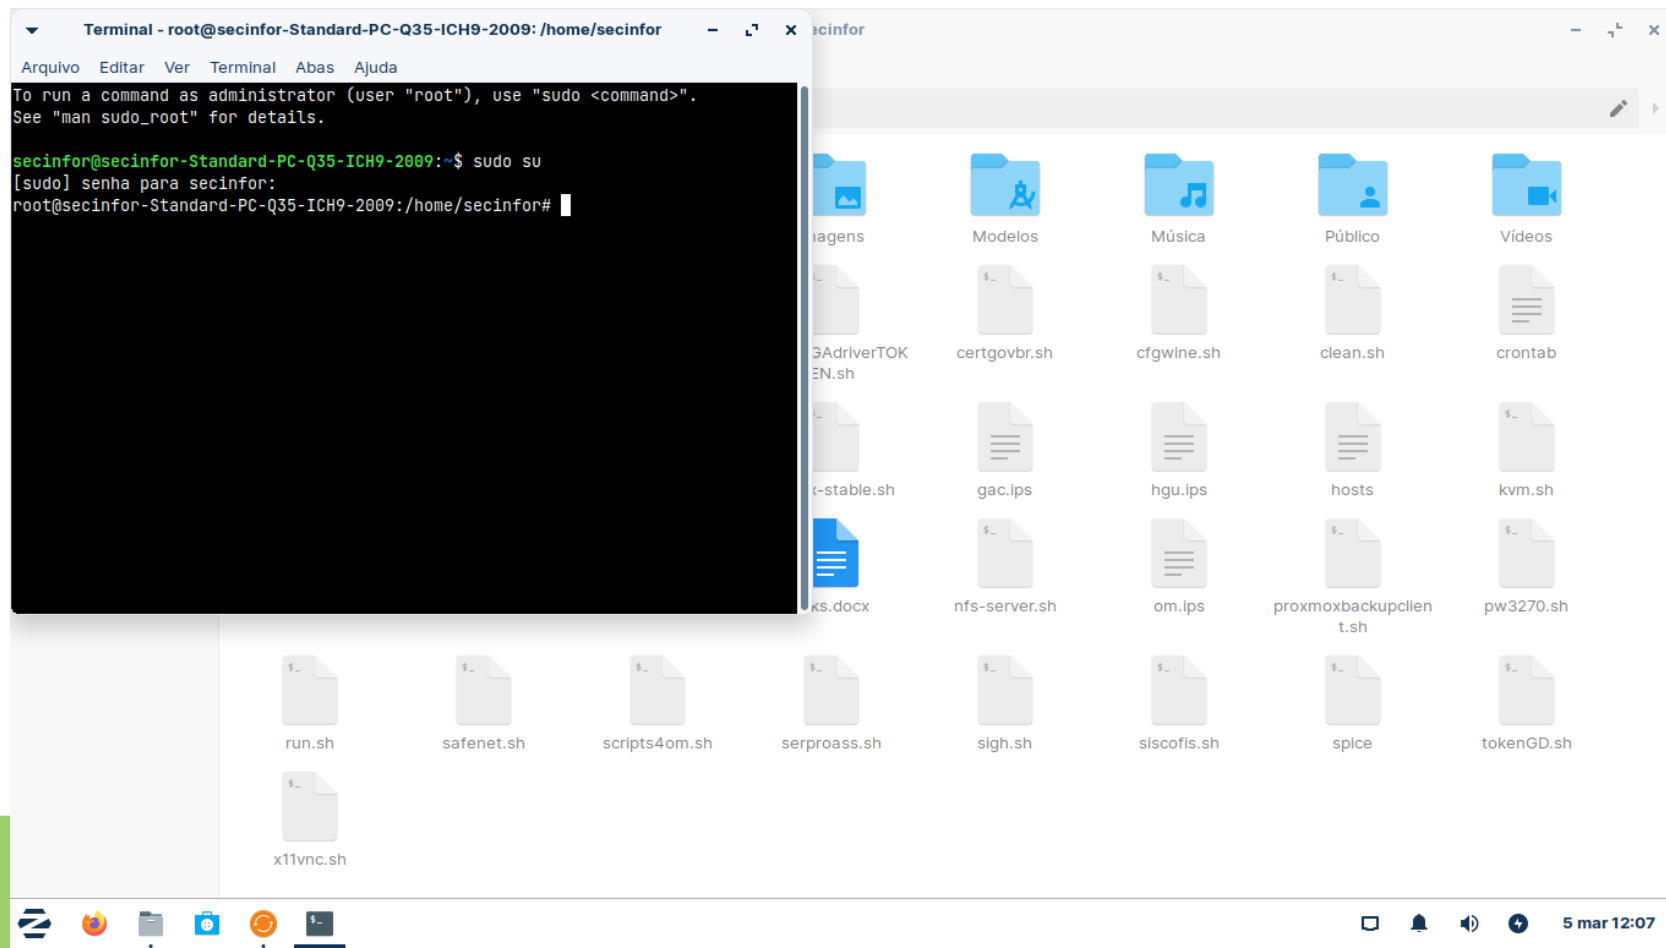 Terminal - root@secinfor-Standard-PC-Q35-ICH9-2009: /home/secinfor
Arquivo Editar Ver Terminal Abas Ajuda
To run a command as administrator (user "root"), use "sudo <command>".
See "man sudo_root" for details.
secinfor@secinfor-Standard-PC-Q35-ICH9-2009:~$ sudo su
[sudo] senha para secinfor:
root@secinfor-Standard-PC-Q35-ICH9-2009:/home/secinfor#
ecinfor
agens Modelos Música Público Vídeos
GAdriverTOK certgovbr.sh cfgwine.sh clean.sh crontab
EN.sh
-stable.sh gac.ips hgu.ips hosts kvm.sh
ks.docx nfs-server.sh om.ips proxmoxbackupclien pw3270.sh
t.sh
run.sh safenet.sh scripts4om.sh serproass.sh sigh.sh siscofis.sh spice tokenGD.sh
x11vnc.sh
5 mar 12:07